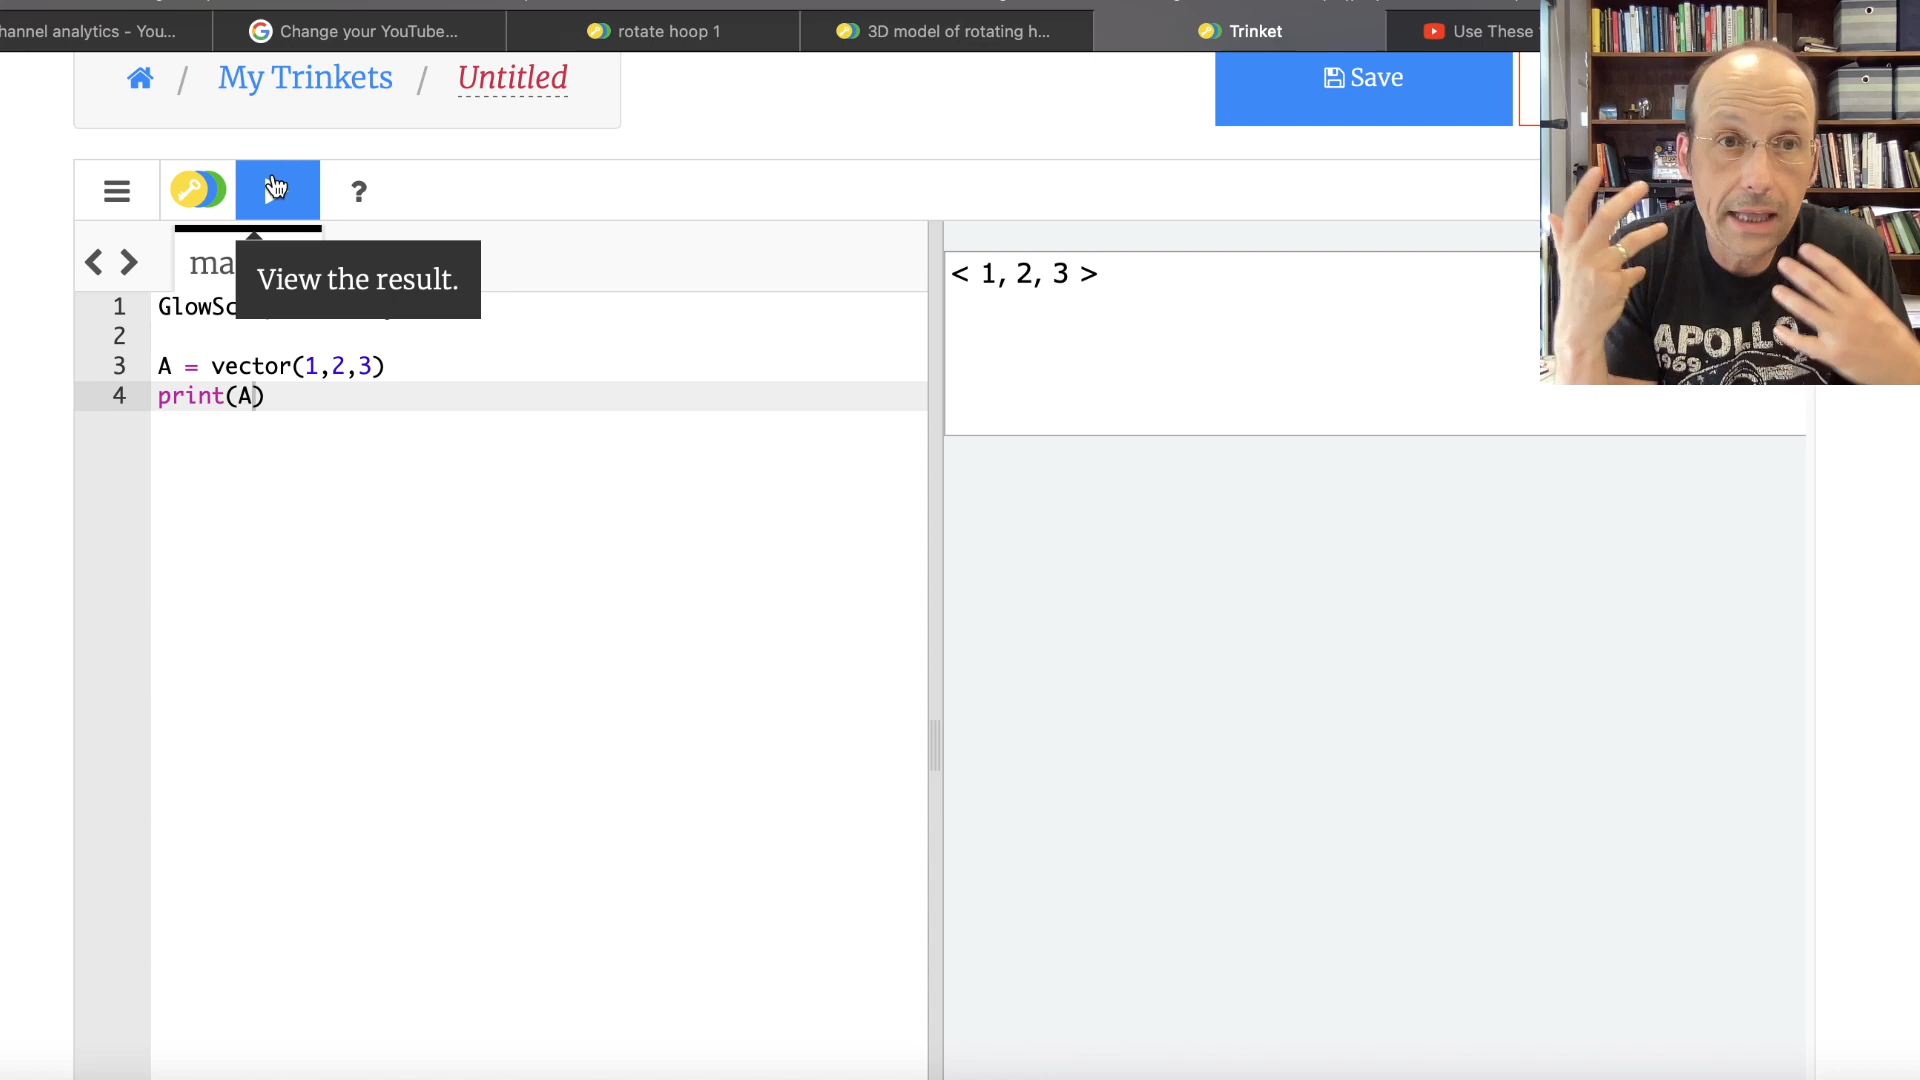 hannel analytics - You...
Change your YouTube...
rotate hoop 1
3D model of rotating h...
Trinket
Use These
/ My Trinkets / Untitled
Save
?
ma
View the result.
1 GlowSc
2
3 A = vector(1,2,3)
4 print(A)
< 1, 2, 3 >
APOLLO
1969